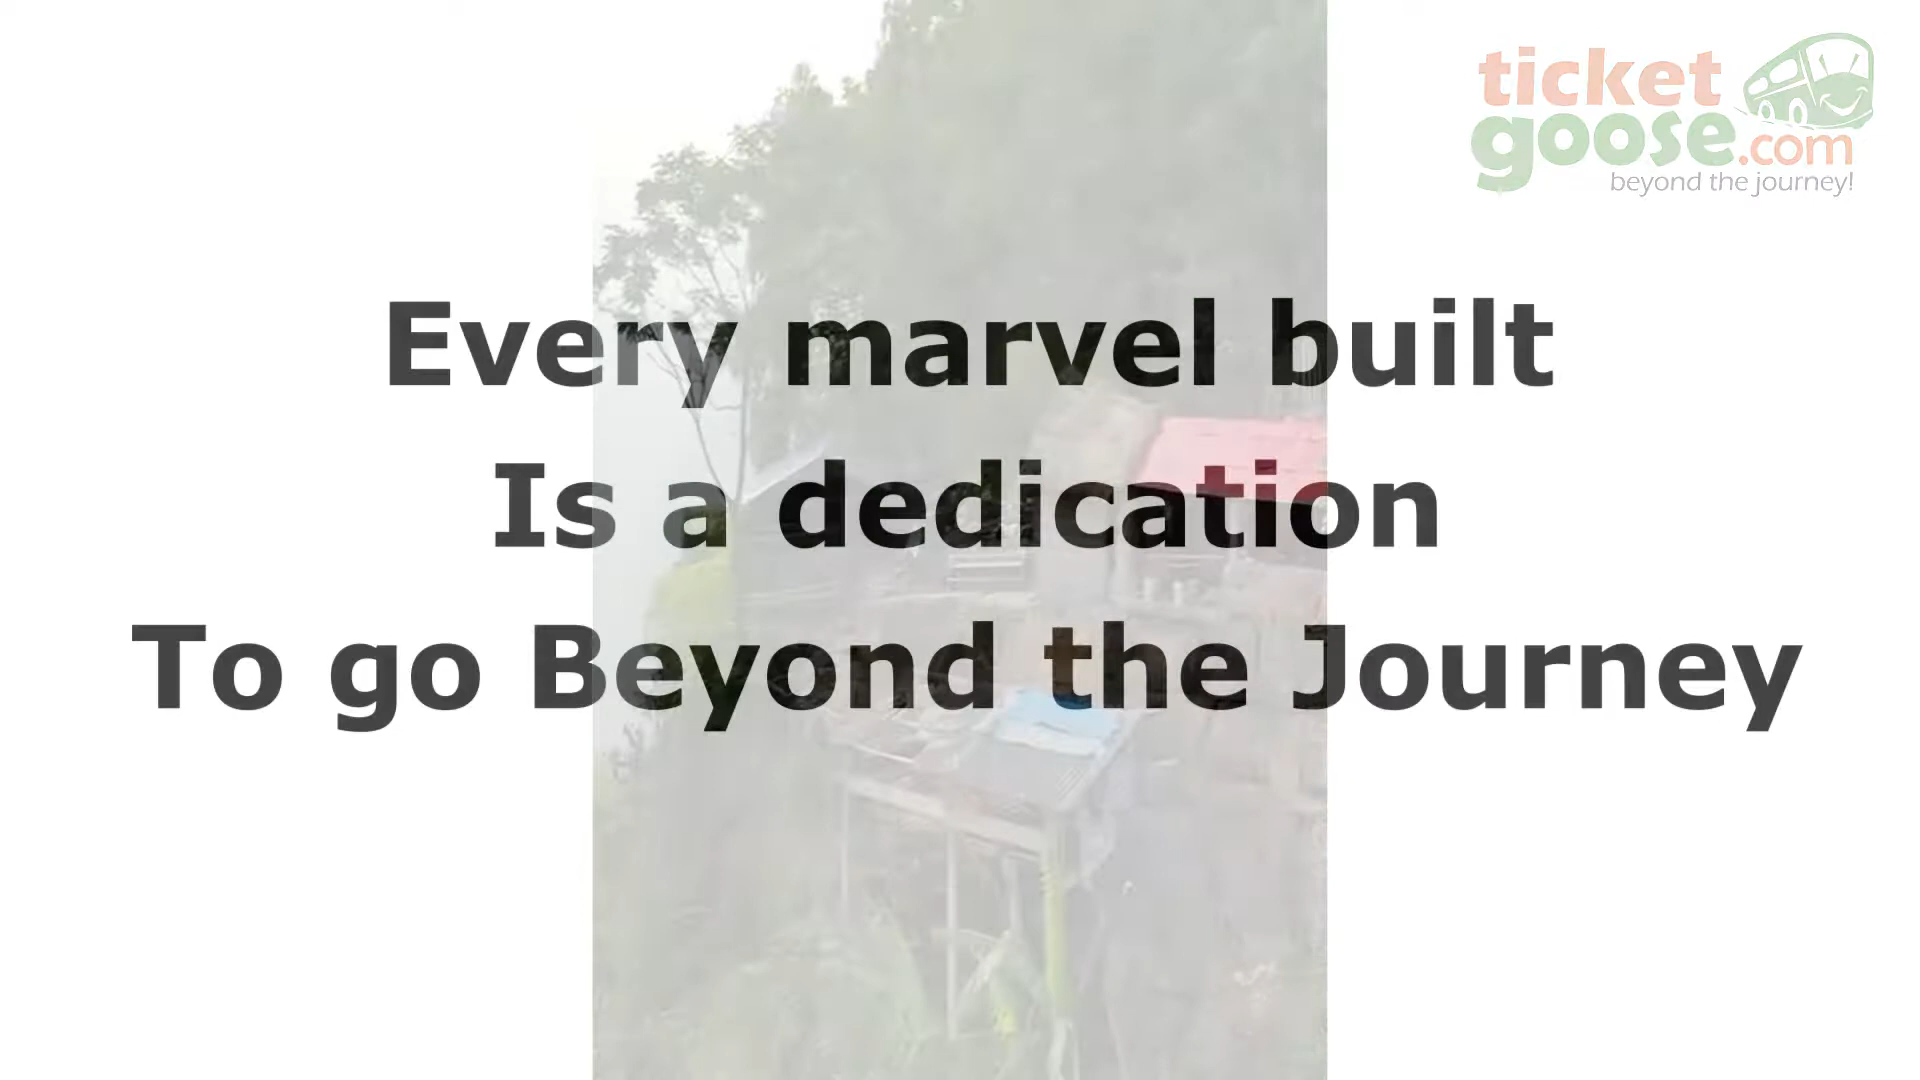 ticket
goose.com
beyond the journey!
Every marvel built
Is a dedication
To go Beyond the Journey